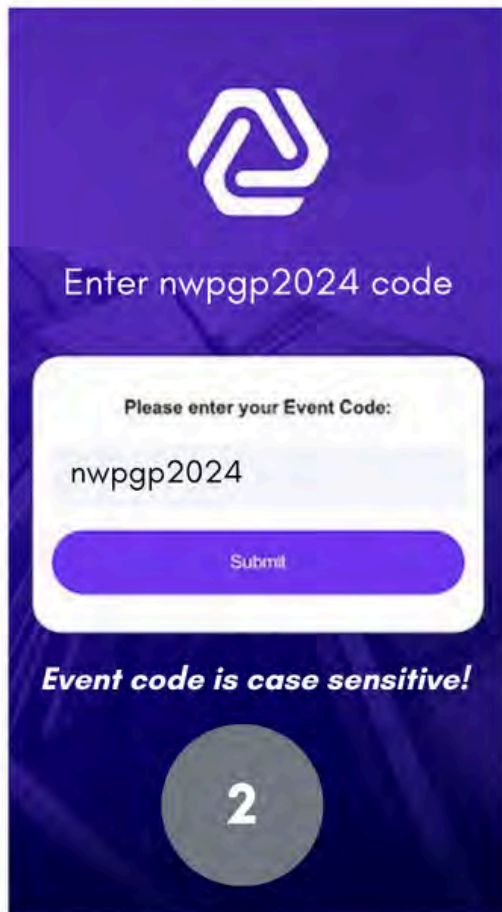 Enter nwpgp2024 code
Please enter your Event Code:
nwpgp2024
Submit
Event code is case sensitive!
2